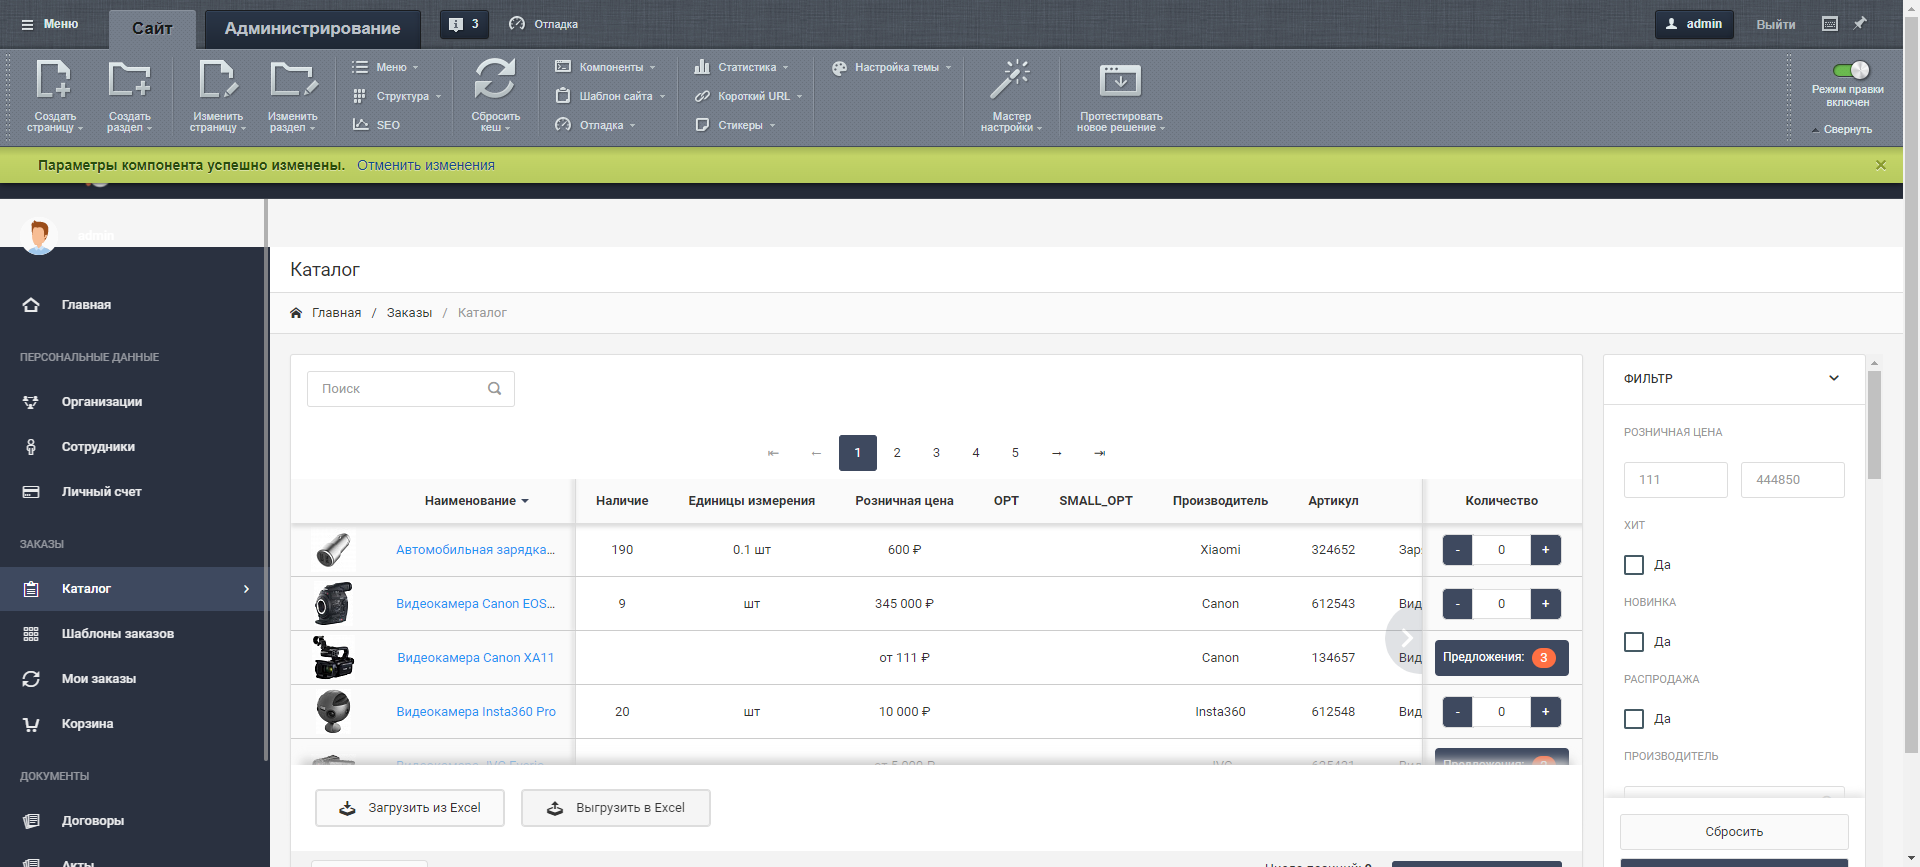 Меню
Сайт
Администрирование
3
Отладка
admin
Выйти
Создать страницу
Создать раздел
Изменить страницу
Изменить раздел
Меню
Структура
SEO
Сбросить кеш
Компоненты
Шаблон сайта
Отладка
Статистика
Короткий URL
Стикеры
Настройка темы
Мастер настройки
Протестировать новое решение
Режим правки включен
Свернуть
Параметры компонента успешно изменены. Отменить изменения
admin
Главная
ПЕРСОНАЛЬНЫЕ ДАННЫЕ
Организации
Сотрудники
Личный счет
ЗАКАЗЫ
Каталог
Шаблоны заказов
Мои заказы
Корзина
ДОКУМЕНТЫ
Договоры
Акты
Каталог
Главная / Заказы / Каталог
Поиск
1 2 3 4 5
Наименование Наличие Единицы измерения Розничная цена OPT SMALL_OPT Производитель Артикул Количество
Автомобильная зарядка... 190 0.1 шт 600 ₽ Xiaomi 324652 Зар - 0 +
Видеокамера Canon EOS... 9 шт 345 000 ₽ Canon 612543 Вид - 0 +
Видеокамера Canon XA11 от 111 ₽ Canon 134657 Вид Предложения: 3
Видеокамера Insta360 Pro 20 шт 10 000 ₽ Insta360 612548 Вид - 0 +
Загрузить из Excel
Выгрузить в Excel
ФИЛЬТР
РОЗНИЧНАЯ ЦЕНА
111 444850
ХИТ
Да
НОВИНКА
Да
РАСПРОДАЖА
Да
ПРОИЗВОДИТЕЛЬ
Сбросить